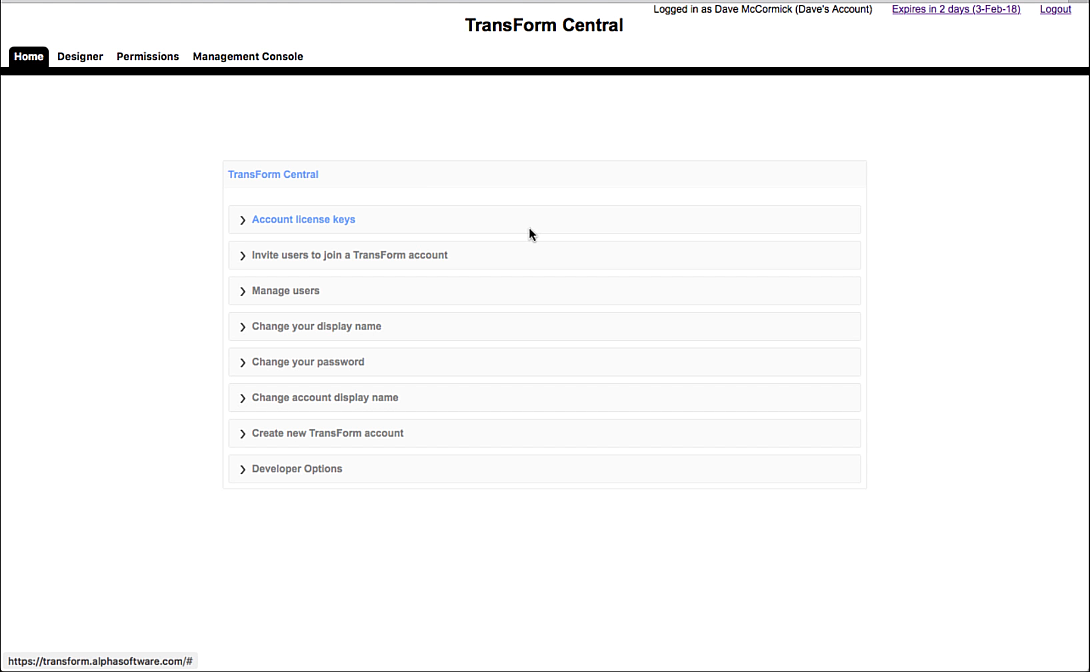 Logged in as Dave McCormick (Dave's Account) Expires in 2 days (3-Feb-18) Logout
TransForm Central
Home Designer Permissions Management Console
TransForm Central
Account license keys
Invite users to join a TransForm account
Manage users
Change your display name
Change your password
Change account display name
Create new TransForm account
Developer Options
https://transform.alphasoftware.com/#